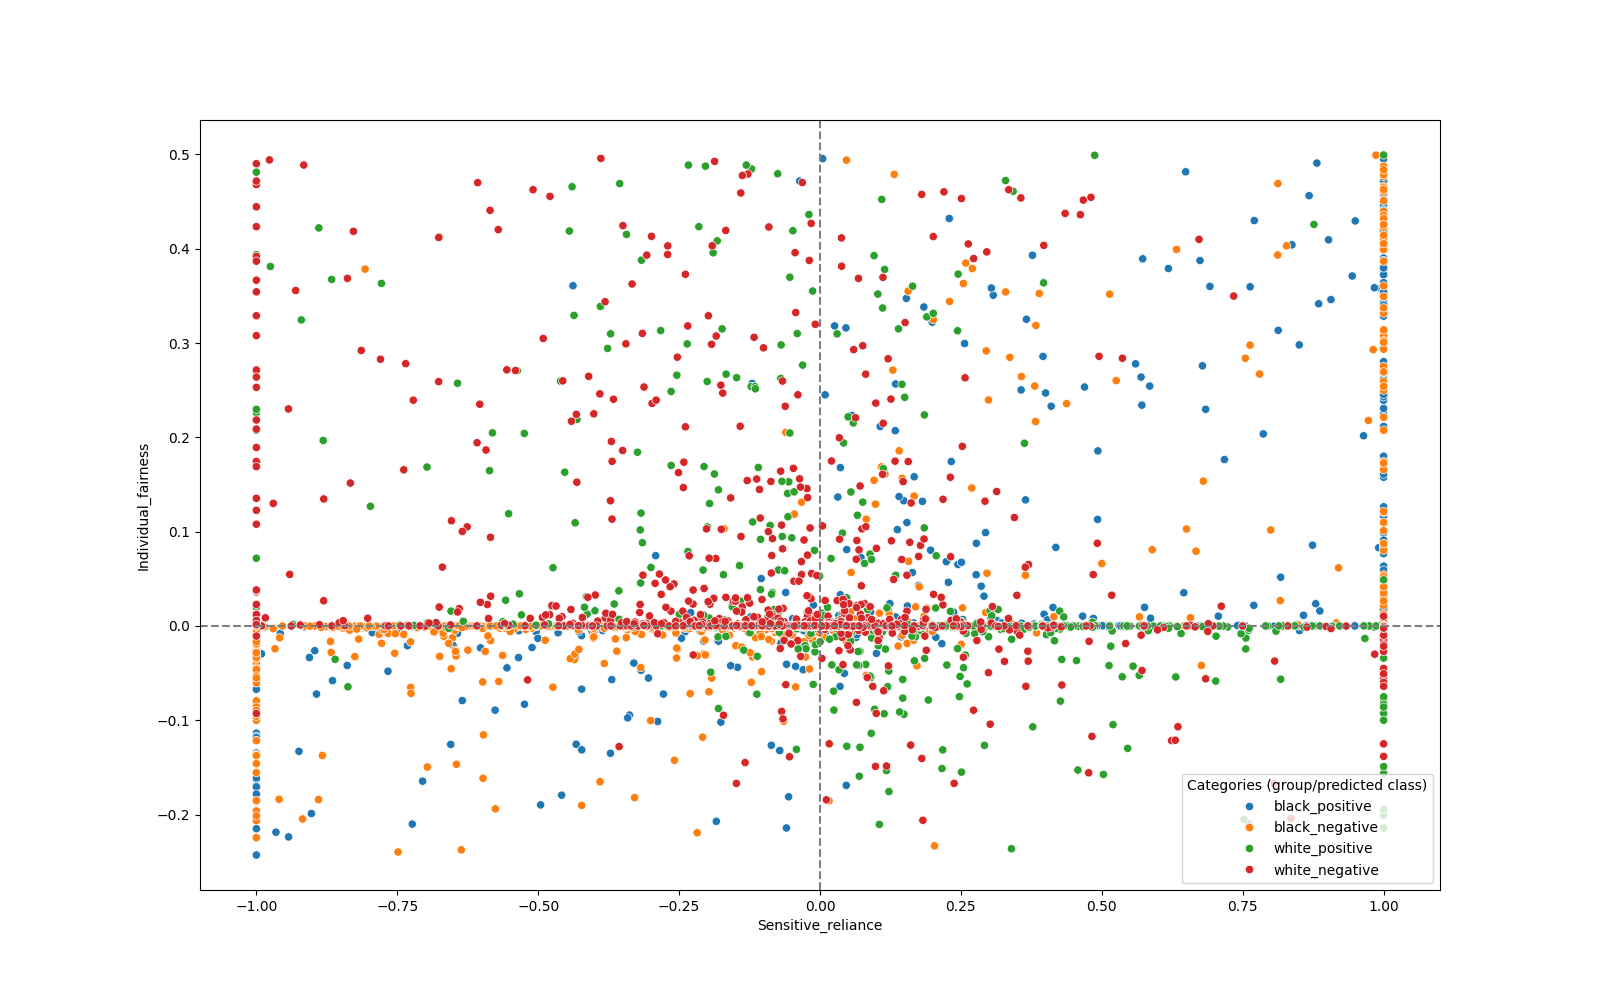 0.5
0.4
0.3
0.2
0.1
0.0
−0.1
−0.2
Individual_fairness
−1.00 −0.75 −0.50 −0.25 0.00 0.25 0.50 0.75 1.00
Sensitive_reliance
Categories (group/predicted class)
black_positive
black_negative
white_positive
white_negative